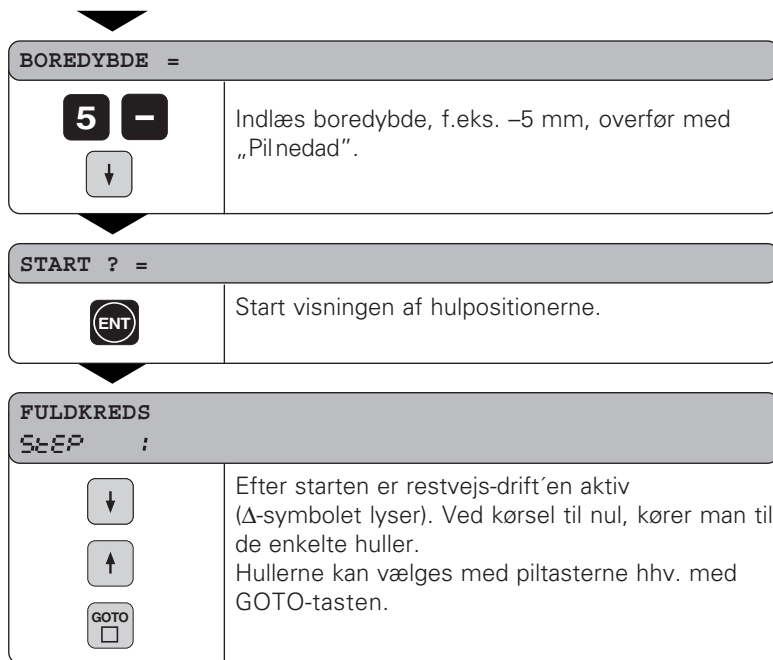 BOREDYBDE =
5 –
Indlæs boredybde, f.eks. –5 mm, overfør med
„Pilnedad”.
START ? =
ENT
Start visningen af hulpositionerne.
FULDKREDS
StEP 1
Efter starten er restvejs-drift´en aktiv
(Δ-symbolet lyser). Ved kørsel til nul, kører man til
de enkelte huller.
Hullerne kan vælges med piltasterne hhv. med
GOTO-tasten.
GOTO